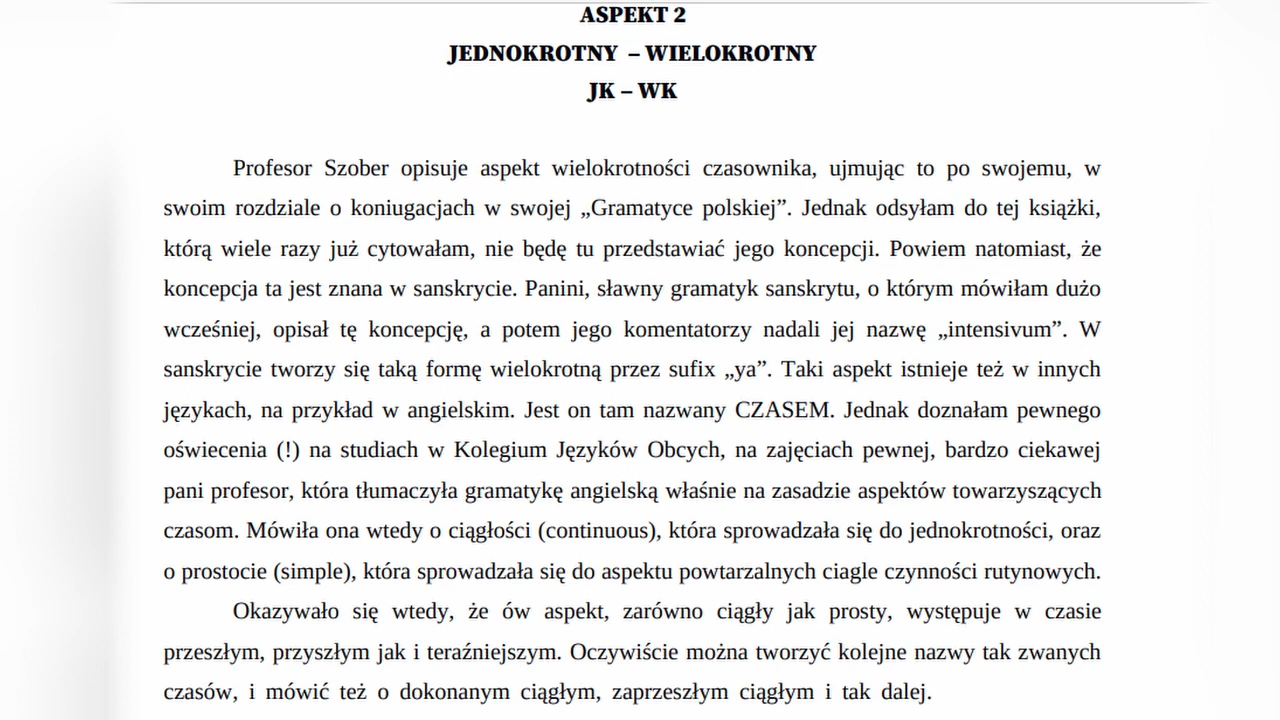 ASPEKT 2
JEDNOKROTNY – WIELOKROTNY
JK – WK
Profesor Szober opisuje aspekt wielokrotności czasownika, ujmując to po swojemu, w
swoim rozdziale o koniugacjach w swojej „Gramatyce polskiej”. Jednak odsyłam do tej książki,
którą wiele razy już cytowałam, nie będę tu przedstawiać jego koncepcji. Powiem natomiast, że
koncepcja ta jest znana w sanskrycie. Panini, sławny gramatyk sanskrytu, o którym mówiłam dużo
wcześniej, opisał tę koncepcję, a potem jego komentatorzy nadali jej nazwę „intensivum”. W
sanskrycie tworzy się taką formę wielokrotną przez sufix „ya”. Taki aspekt istnieje też w innych
językach, na przykład w angielskim. Jest on tam nazwany CZASEM. Jednak doznałam pewnego
oświecenia (!) na studiach w Kolegium Języków Obcych, na zajęciach pewnej, bardzo ciekawej
pani profesor, która tłumaczyła gramatykę angielską właśnie na zasadzie aspektów towarzyszących
czasom. Mówiła ona wtedy o ciągłości (continuous), która sprowadzała się do jednokrotności, oraz
o prostocie (simple), która sprowadzała się do aspektu powtarzalnych ciagle czynności rutynowych.
Okazywało się wtedy, że ów aspekt, zarówno ciągły jak prosty, występuje w czasie
przeszłym, przyszłym jak i teraźniejszym. Oczywiście można tworzyć kolejne nazwy tak zwanych
czasów, i mówić też o dokonanym ciągłym, zaprzeszłym ciągłym i tak dalej.